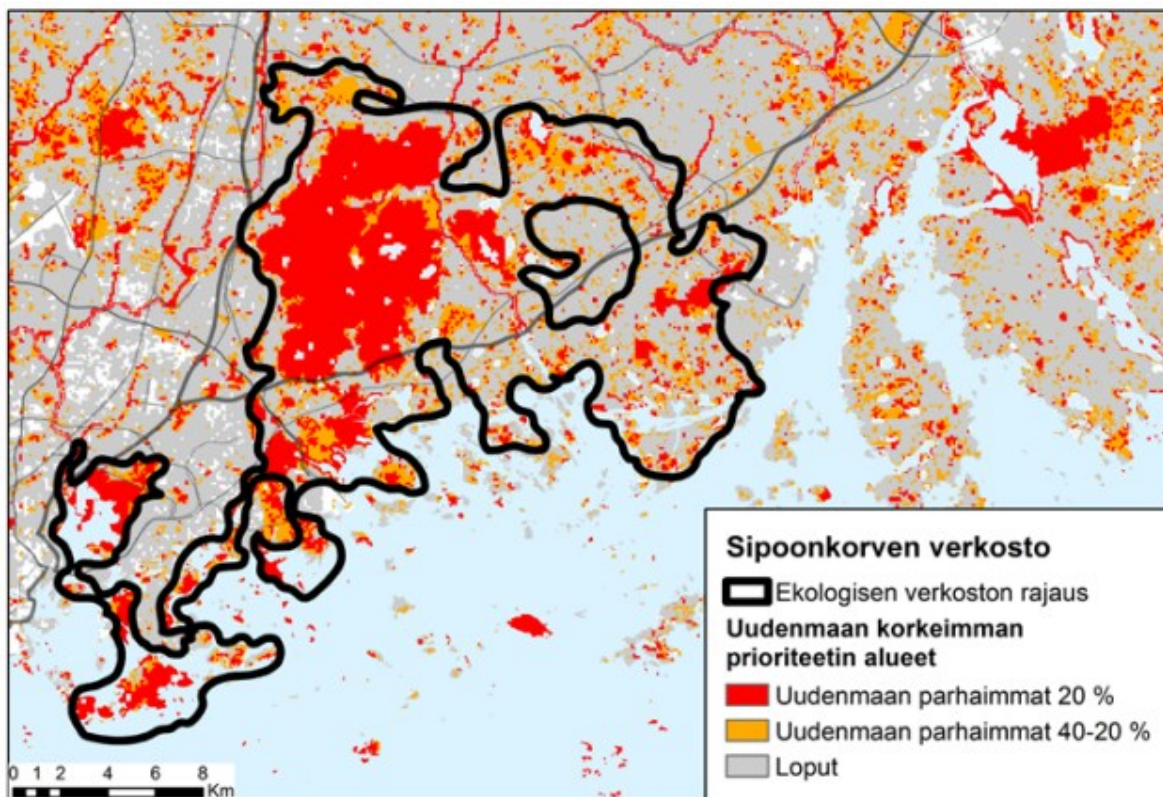 Sipoonkorven verkosto
Ekologisen verkoston rajaus
Uudenmaan korkeimman
prioriteetin alueet
Uudenmaan parhaimmat 20 %
Uudenmaan parhaimmat 40-20 %
Loput
0 1 2 4 6 8
Km